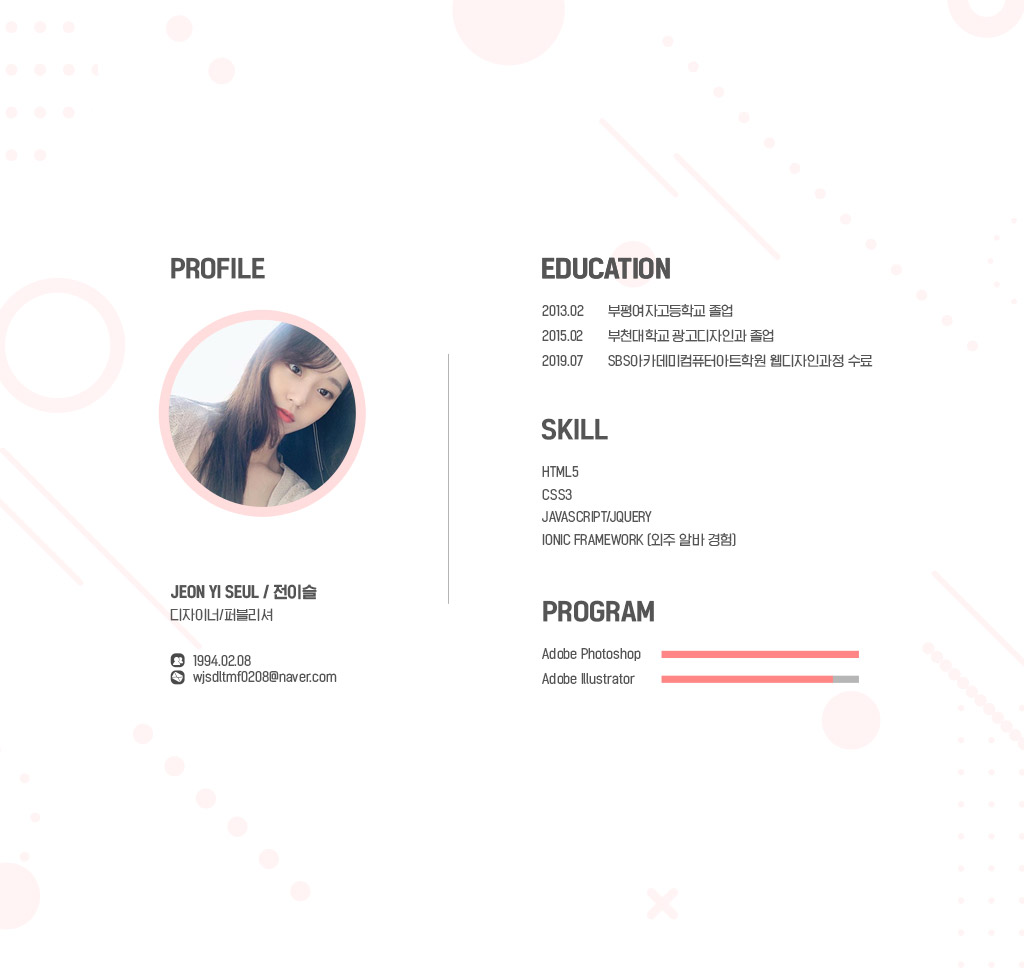 PROFILE
JEON YI SEUL / 전이슬
디자이너/퍼블리셔
1994.02.08
wjsdltmf0208@naver.com
EDUCATION
2013.02 부평여자고등학교 졸업
2015.02 부천대학교 광고디자인과 졸업
2019.07 SBS아카데미컴퓨터아트학원 웹디자인과정 수료
SKILL
HTML5
CSS3
JAVASCRIPT/JQUERY
IONIC FRAMEWORK (외주 알바 경험)
PROGRAM
Adobe Photoshop
Adobe Illustrator